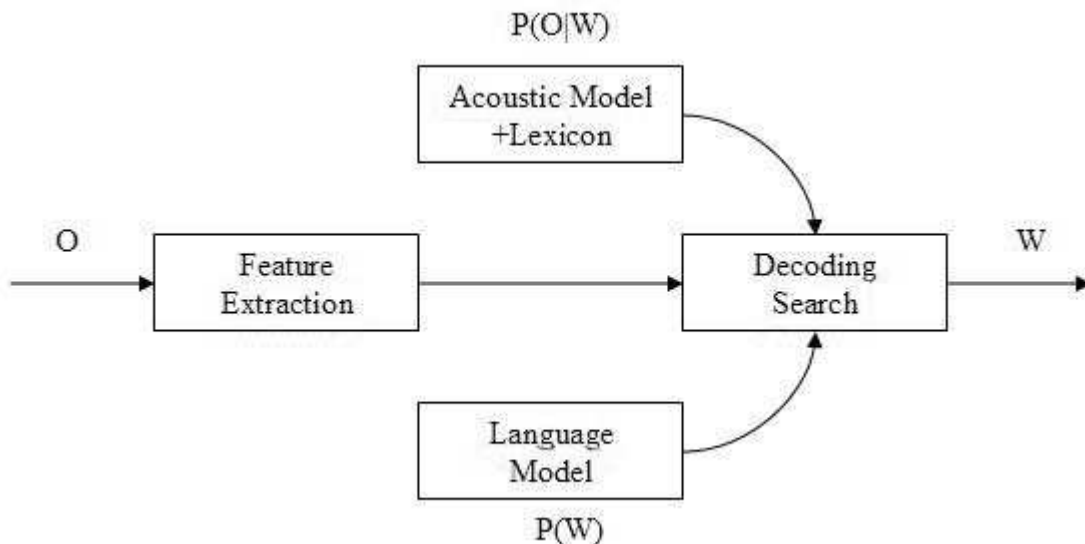 P(O|W)
Acoustic Model
+Lexicon
O
Feature
Extraction
Decoding
Search
W
Language
Model
P(W)